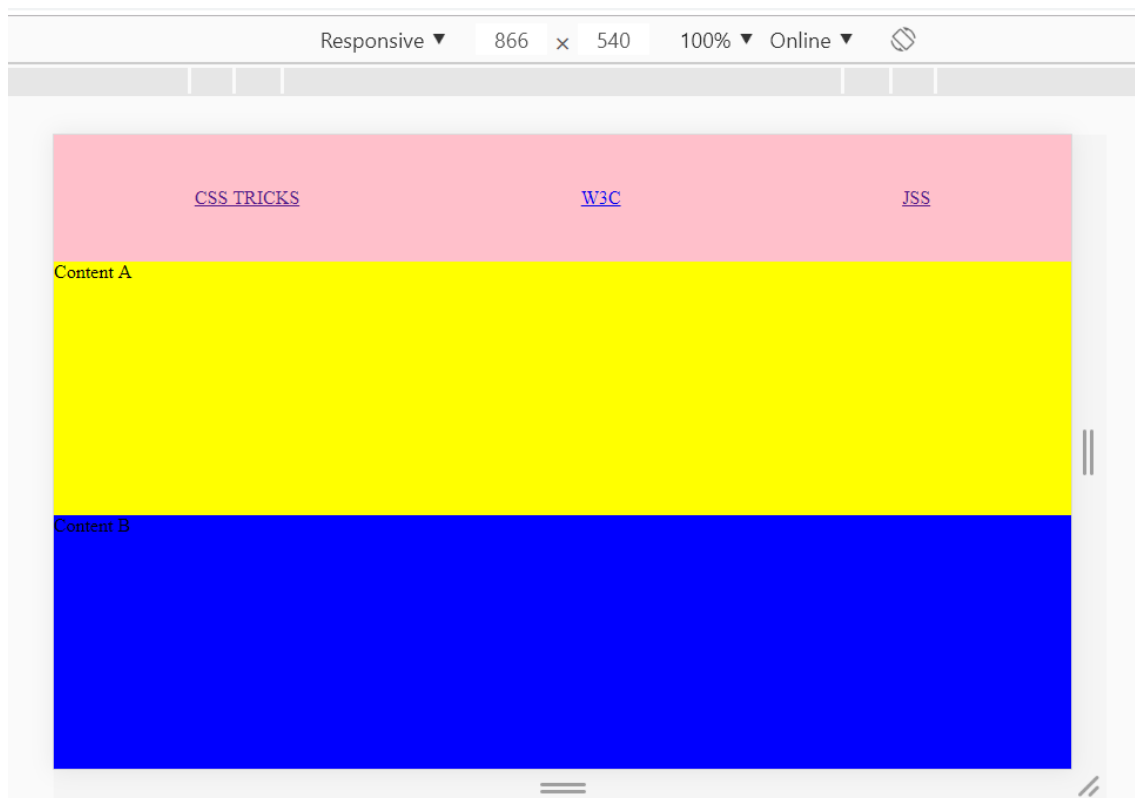 Responsive ▼ 866 × 540 100% ▼ Online ▼
CSS TRICKS W3C JSS
Content A
Content B